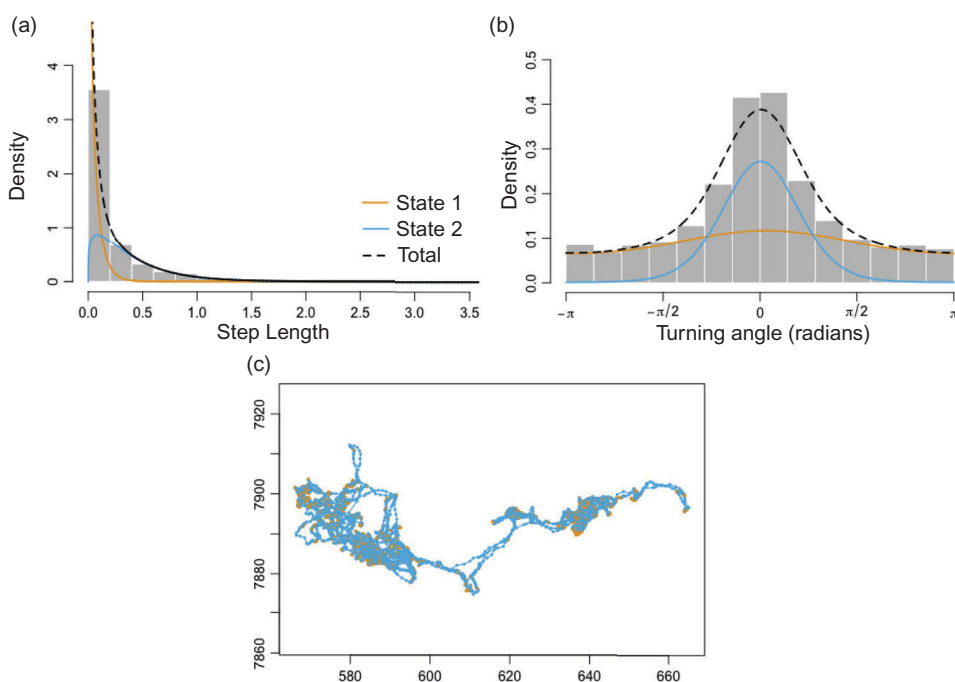 (a)
4
3
2
1
0
Density
0.0 0.5 1.0 1.5 2.0 2.5 3.0 3.5
Step Length
State 1
State 2
Total
(b)
0.5
0.4
0.3
0.2
0.1
0.0
Density
−π −π/2 0 π/2 π
Turning angle (radians)
(c)
7920
7900
7880
7860
580 600 620 640 660